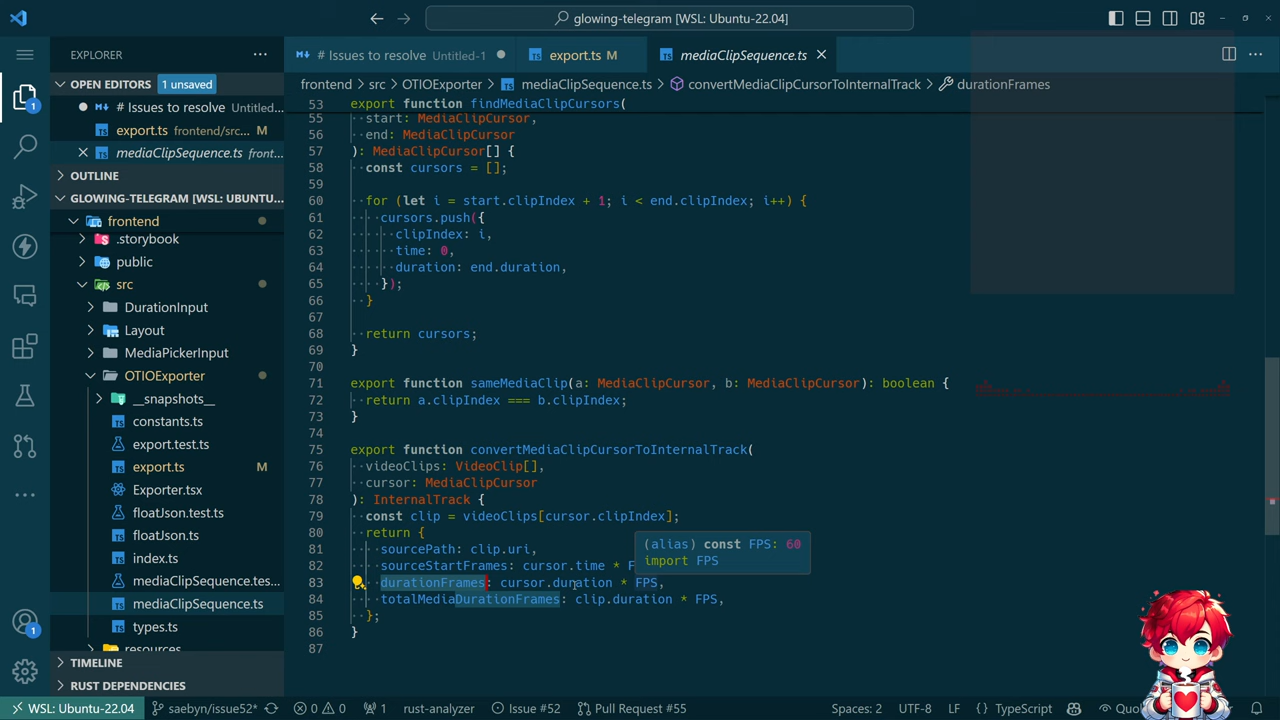 glowing-telegram [WSL: Ubuntu-22.04]
EXPLORER
# Issues to resolve Untitled-1
export.ts M
mediaClipSequence.ts
OPEN EDITORS 1 unsaved
# Issues to resolve Untitled...
export.ts frontend/src... M
mediaClipSequence.ts front...
OUTLINE
GLOWING-TELEGRAM [WSL: UBUNTU-...
frontend
.storybook
public
src
DurationInput
Layout
MediaPickerInput
OTIOExporter
__snapshots__
constants.ts
export.test.ts
export.ts M
Exporter.tsx
floatJson.test.ts
floatJson.ts
index.ts
mediaClipSequence.tes...
mediaClipSequence.ts
types.ts
resources
TIMELINE
RUST DEPENDENCIES
1
1
frontend > src > OTIOExporter > mediaClipSequence.ts > convertMediaClipCursorToInternalTrack > durationFrames
53 export function findMediaClipCursors(
55 start: MediaClipCursor,
56 end: MediaClipCursor
57 ): MediaClipCursor[] {
58 const cursors = [];
59
60 for (let i = start.clipIndex + 1; i < end.clipIndex; i++) {
61 cursors.push({
62 clipIndex: i,
63 time: 0,
64 duration: end.duration,
65 });
66 }
67
68 return cursors;
69 }
70
71 export function sameMediaClip(a: MediaClipCursor, b: MediaClipCursor): boolean {
72 return a.clipIndex === b.clipIndex;
73 }
74
75 export function convertMediaClipCursorToInternalTrack(
76 videoClips: VideoClip[],
77 cursor: MediaClipCursor
78 ): InternalTrack {
79 const clip = videoClips[cursor.clipIndex];
80 return {
81 sourcePath: clip.uri,
82 sourceStartFrames: cursor.time * F
83 durationFrames: cursor.duration * FPS,
84 totalMediaDurationFrames: clip.duration * FPS,
85 };
86 }
87
(alias) const FPS: 60
import FPS
WSL: Ubuntu-22.04 saebyn/issue52* 0 0 1 rust-analyzer Issue #52 Pull Request #55 Spaces: 2 UTF-8 LF TypeScript Quo